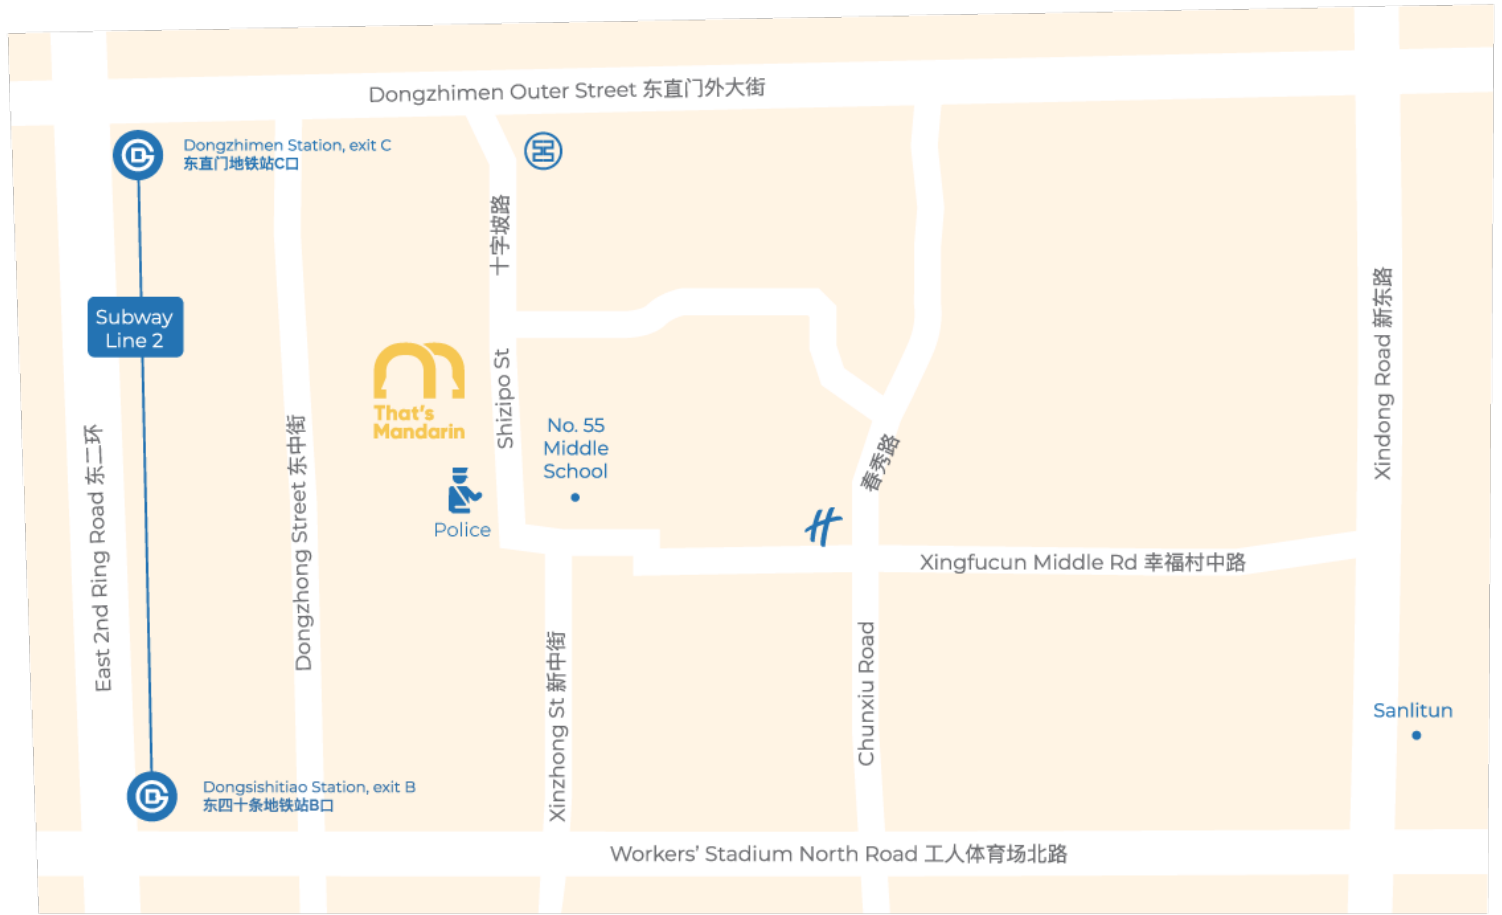 Dongzhimen Outer Street 东直门外大街
Dongzhimen Station, exit C
东直门地铁站C口
十字坡路
Shizipo St
Subway
Line 2
That's
Mandarin
No. 55
Middle
School
Police
East 2nd Ring Road 东二环
Dongzhong Street 东中街
春秀路
Chunxiu Road
Xindong Road 新东路
Xingfucun Middle Rd 幸福村中路
Xinzhong St 新中街
Sanlitun
Dongsishitiao Station, exit B
东四十条地铁站B口
Workers' Stadium North Road 工人体育场北路